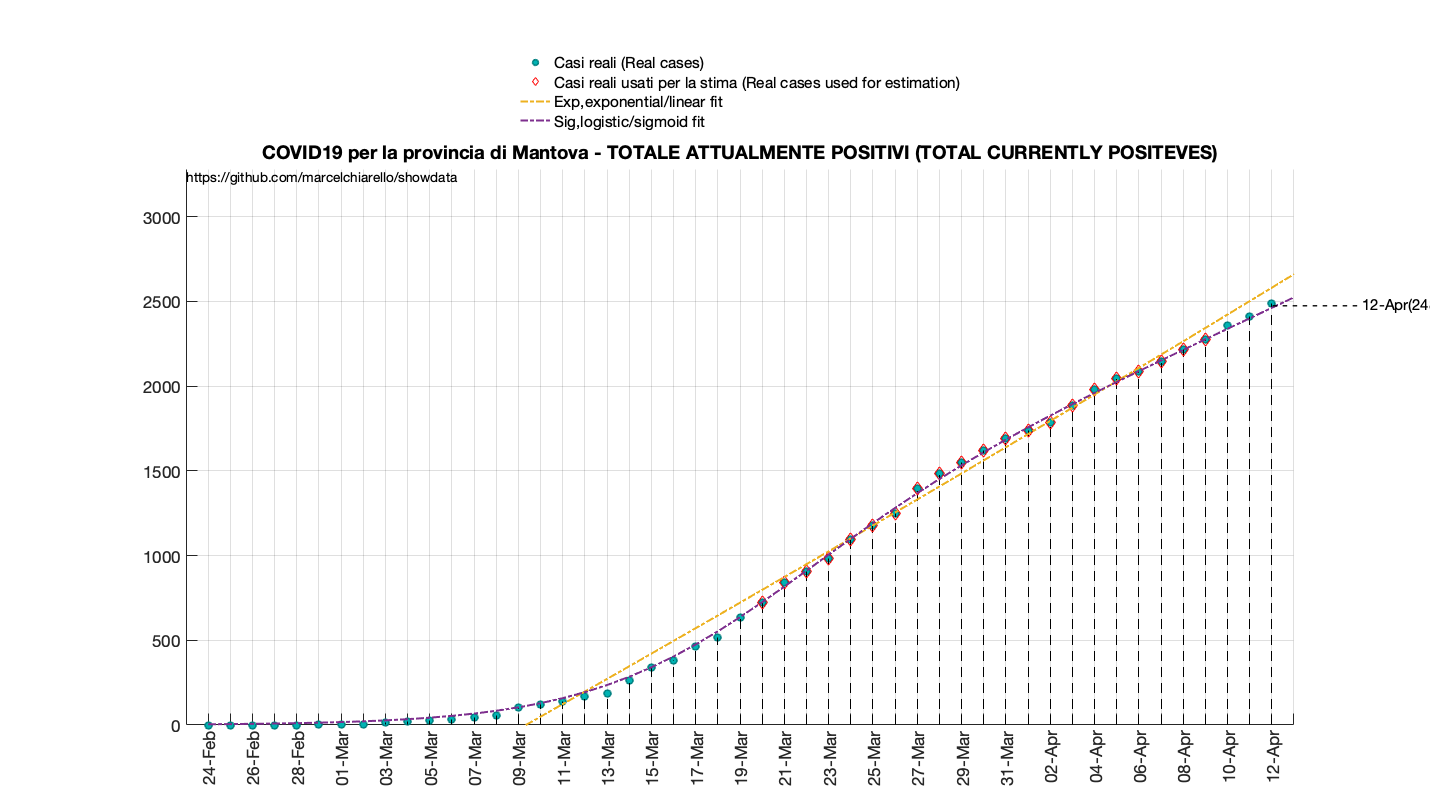 Casi reali (Real cases)
Casi reali usati per la stima (Real cases used for estimation)
Exp,exponential/linear fit
Sig,logistic/sigmoid fit
COVID19 per la provincia di Mantova - TOTALE ATTUALMENTE POSITIVI (TOTAL CURRENTLY POSITEVES)
https://github.com/marcelchiarello/showdata
3000
2500
12-Apr(24
2000
1500
1000
500
0
24-Feb
26-Feb
28-Feb
01-Mar
03-Mar
05-Mar
07-Mar
09-Mar
11-Mar
13-Mar
15-Mar
17-Mar
19-Mar
21-Mar
23-Mar
25-Mar
27-Mar
29-Mar
31-Mar
02-Apr
04-Apr
06-Apr
08-Apr
10-Apr
12-Apr